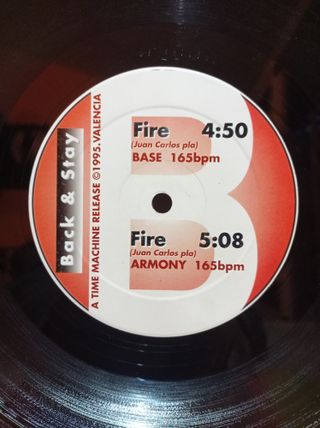 Back & Stay
A TIME MACHINE RELEASE ©1995.VALENCIA
B
Fire 4:50
(Juan Carlos pla)
BASE 165bpm
Fire 5:08
(Juan Carlos pla)
ARMONY 165bpm